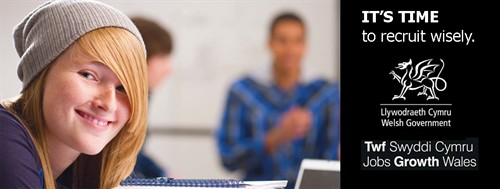 IT'S TIME
to recruit wisely.
Llywodraeth Cymru
Welsh Government
Twf Swyddi Cymru
Jobs Growth Wales